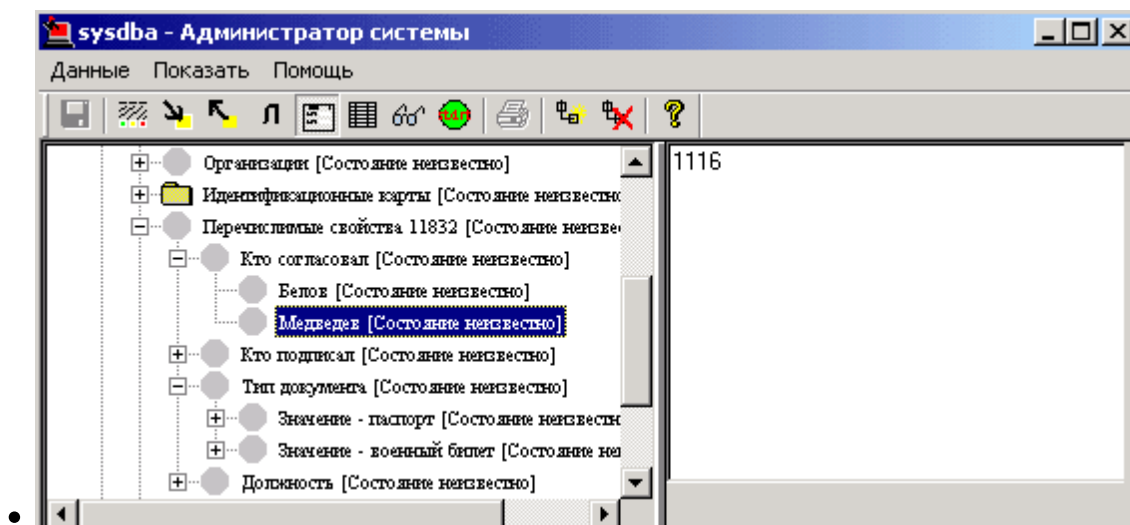 sysdba - Администратор системы
Данные Показать Помощь
Л
Организации [Состояние неизвестно]
1116
Идентификационные карты [Состояние неизвестно
Перечислимые свойства 11832 [Состояние неизве
Кто согласовал [Состояние неизвестно]
Белов [Состояние неизвестно]
Медведев [Состояние неизвестно]
Кто подписал [Состояние неизвестно]
Тип документа [Состояние неизвестно]
Значение - паспорт [Состояние неизвестн
Значение - военный билет [Состояние неи
Должность [Состояние неизвестно]